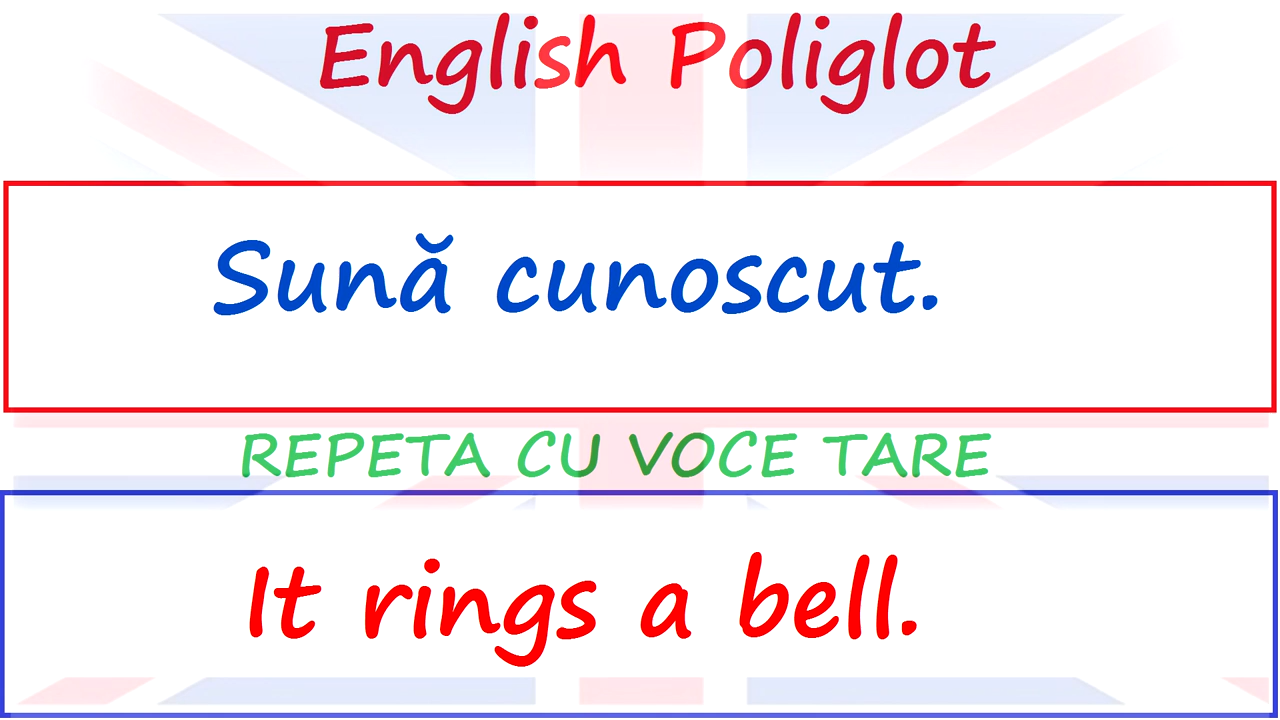 English Poliglot
Sună cunoscut.
REPETA CU VOCE TARE
It rings a bell.